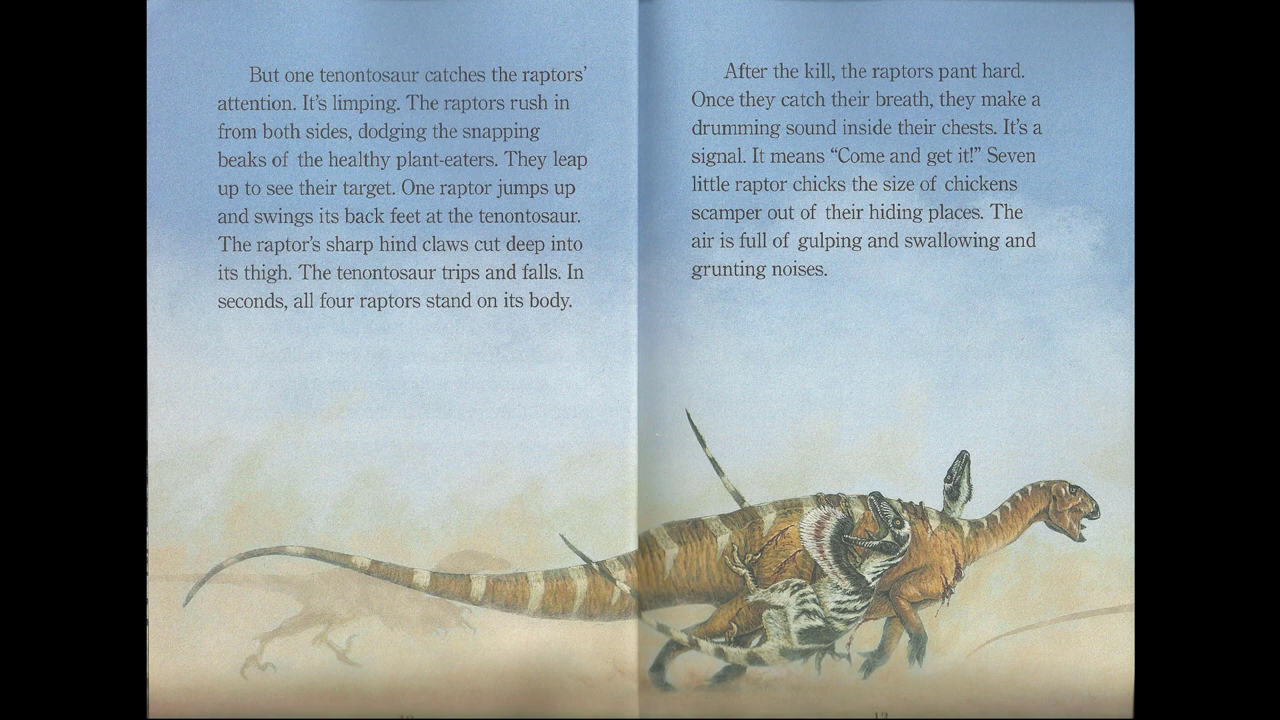 But one tenontosaur catches the raptors'
attention. It's limping. The raptors rush in
from both sides, dodging the snapping
beaks of the healthy plant-eaters. They leap
up to see their target. One raptor jumps up
and swings its back feet at the tenontosaur.
The raptor's sharp hind claws cut deep into
its thigh. The tenontosaur trips and falls. In
seconds, all four raptors stand on its body.
After the kill, the raptors pant hard.
Once they catch their breath, they make a
drumming sound inside their chests. It's a
signal. It means “Come and get it!” Seven
little raptor chicks the size of chickens
scamper out of their hiding places. The
air is full of gulping and swallowing and
grunting noises.